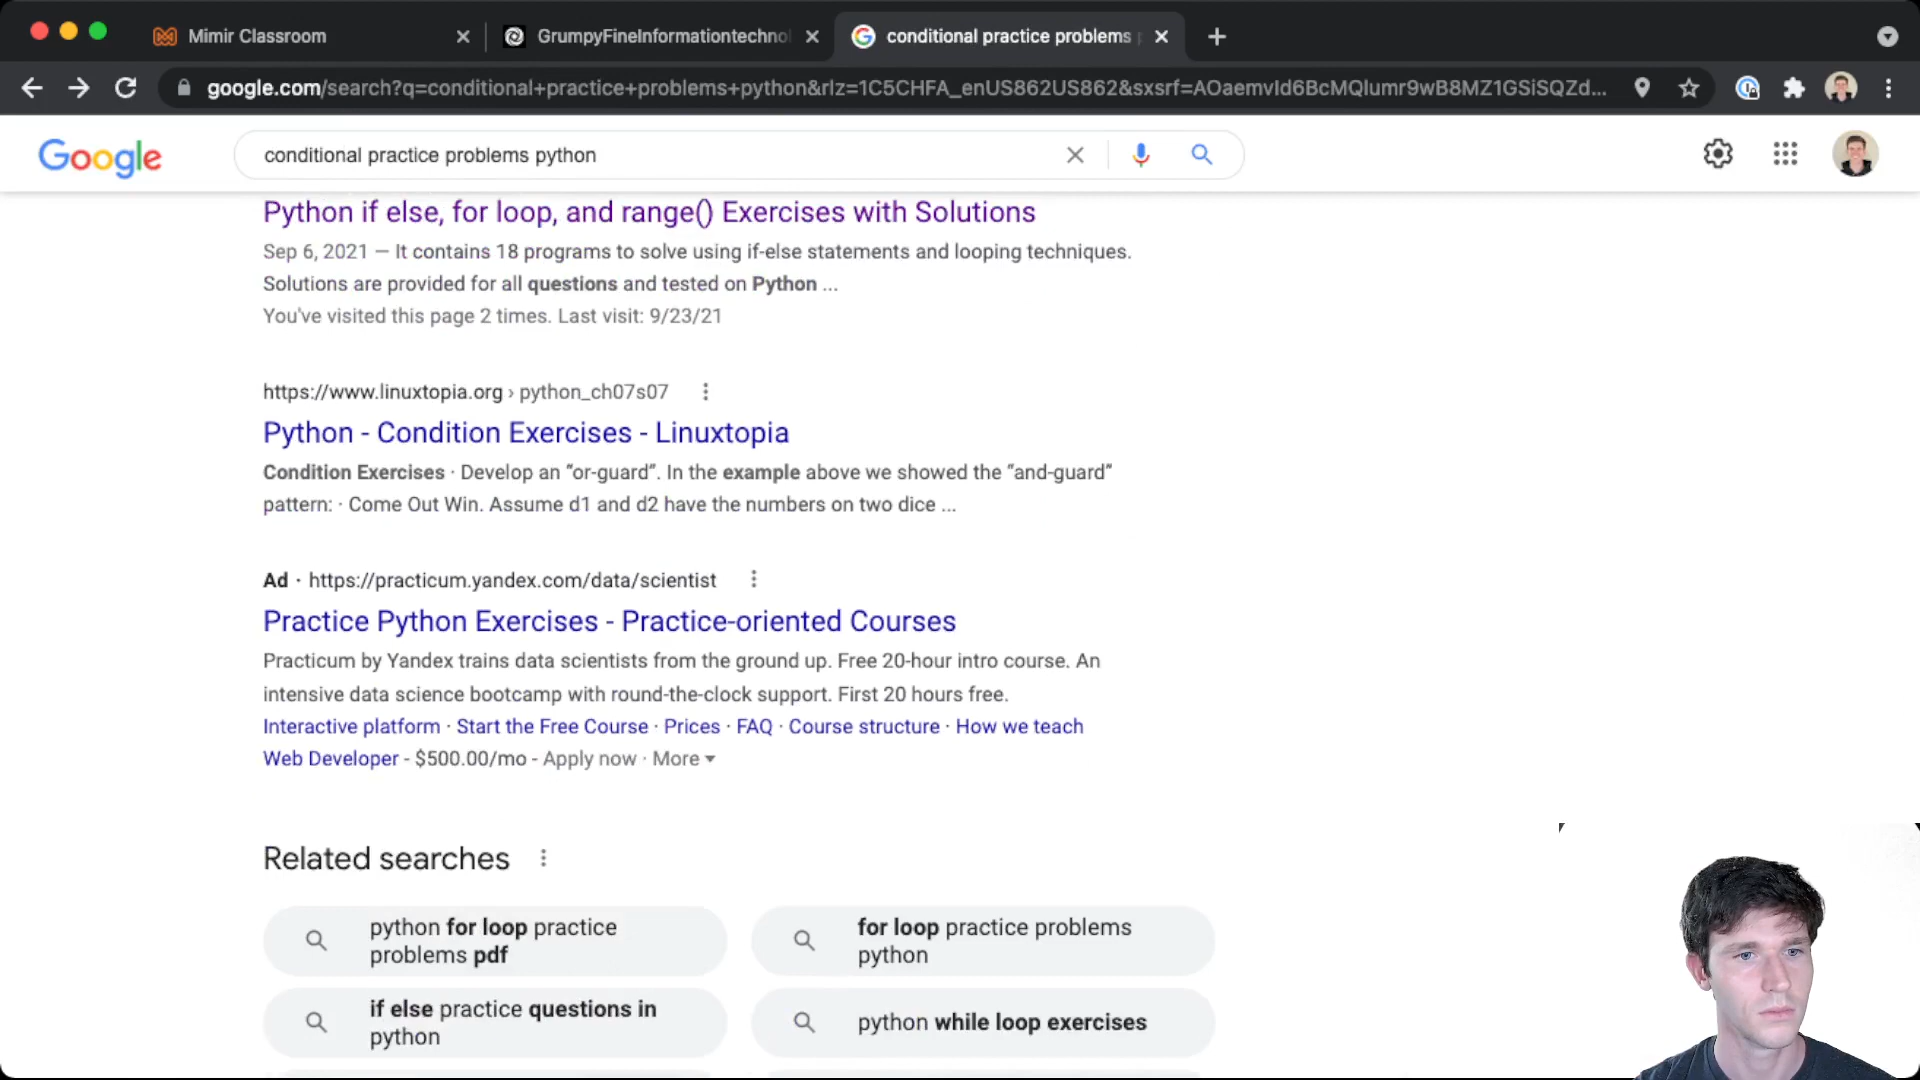 Mimir Classroom
GrumpyFineInformationtechnol
conditional practice problems
google.com/search?q=conditional+practice+problems+python&rlz=1C5CHFA_enUS862US862&sxsrf=AOaemvId6BcMQlumr9wB8MZ1GSiSQZd...
Google
conditional practice problems python
Python if else, for loop, and range() Exercises with Solutions
Sep 6, 2021 — It contains 18 programs to solve using if-else statements and looping techniques.
Solutions are provided for all questions and tested on Python ...
You've visited this page 2 times. Last visit: 9/23/21
https://www.linuxtopia.org › python_ch07s07
Python - Condition Exercises - Linuxtopia
Condition Exercises · Develop an “or-guard”. In the example above we showed the “and-guard”
pattern: · Come Out Win. Assume d1 and d2 have the numbers on two dice ...
Ad · https://practicum.yandex.com/data/scientist
Practice Python Exercises - Practice-oriented Courses
Practicum by Yandex trains data scientists from the ground up. Free 20-hour intro course. An
intensive data science bootcamp with round-the-clock support. First 20 hours free.
Interactive platform · Start the Free Course · Prices · FAQ · Course structure · How we teach
Web Developer - $500.00/mo - Apply now · More
Related searches
python for loop practice
problems pdf
for loop practice problems
python
if else practice questions in
python
python while loop exercises